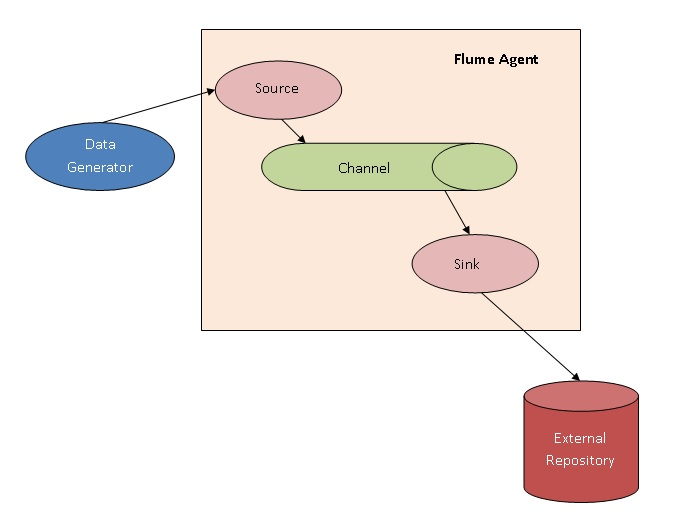 Flume Agent
Source
Data
Generator
Channel
Sink
External
Repository